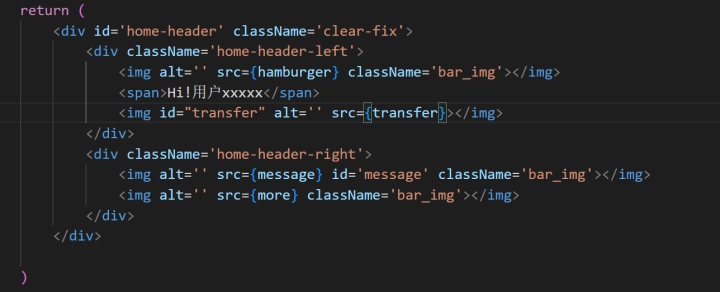 return (
<div id='home-header' className='clear-fix'>
<div className='home-header-left'>
<img alt='' src={hamburger} className='bar_img'></img>
<span>Hi!用户xxxxx</span>
<img id="transfer" alt='' src={transfer}></img>
</div>
<div className='home-header-right'>
<img alt='' src={message} id='message' className='bar_img'></img>
<img alt='' src={more} className='bar_img'></img>
</div>
</div>
)